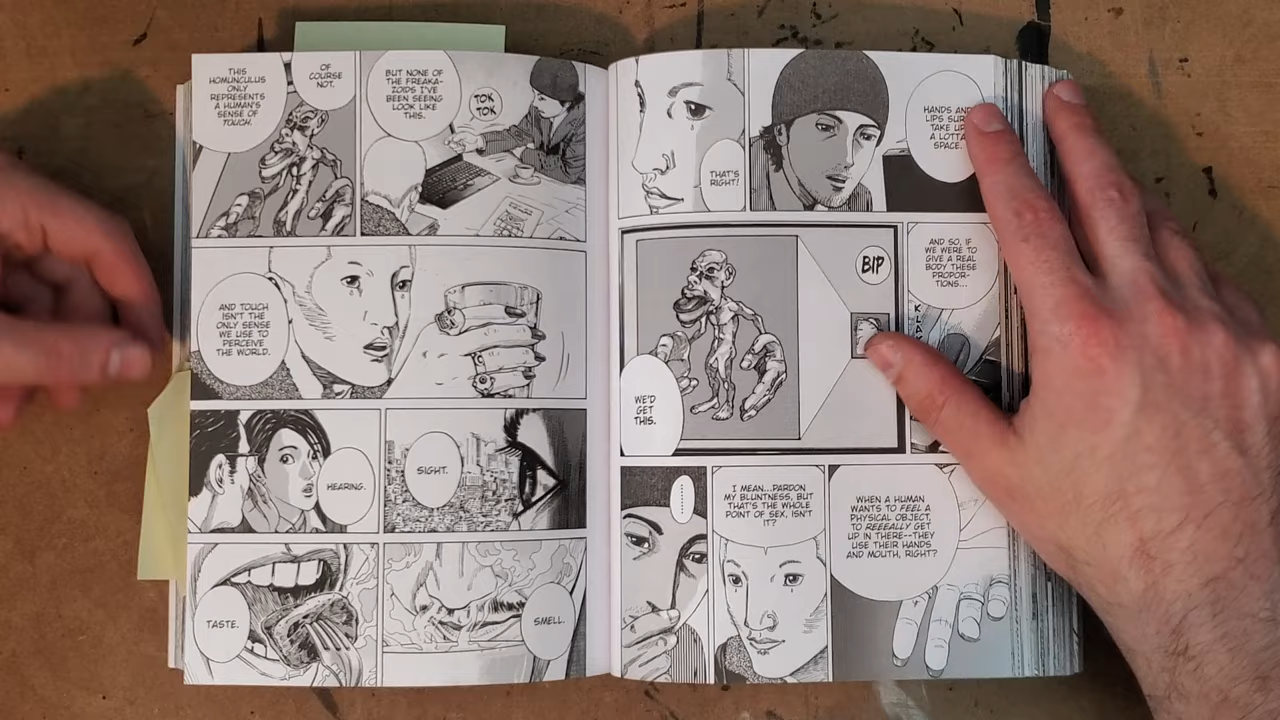 HANDS AND
LIPS SUR
TAKE UP
A LOTTA
SPACE.
THAT'S
RIGHT!
AND SO, IF
WE WERE TO
GIVE A REAL
BODY THESE
PROPOR-
TIONS...
BIP
WE'D
GET
THIS.
WHEN A HUMAN
WANTS TO FEEL A
PHYSICAL OBJECT,
TO REEEALLY GET
UP IN THERE--THEY
USE THEIR HANDS
AND MOUTH, RIGHT?
I MEAN...PARDON
MY BLUNTNESS, BUT
THAT'S THE WHOLE
POINT OF SEX, ISN'T
IT?
.........
BUT NONE OF
THE FREAKA-
ZOIDS I'VE
BEEN SEEING
LOOK LIKE
THIS.
TOK
TOK
OF
COURSE
NOT.
THIS
HOMUNCULUS
ONLY
REPRESENTS
A HUMAN'S
SENSE OF
TOUCH.
AND TOUCH
ISN'T THE
ONLY SENSE
WE USE TO
PERCEIVE
THE WORLD.
SIGHT.
HEARING.
SMELL.
TASTE.